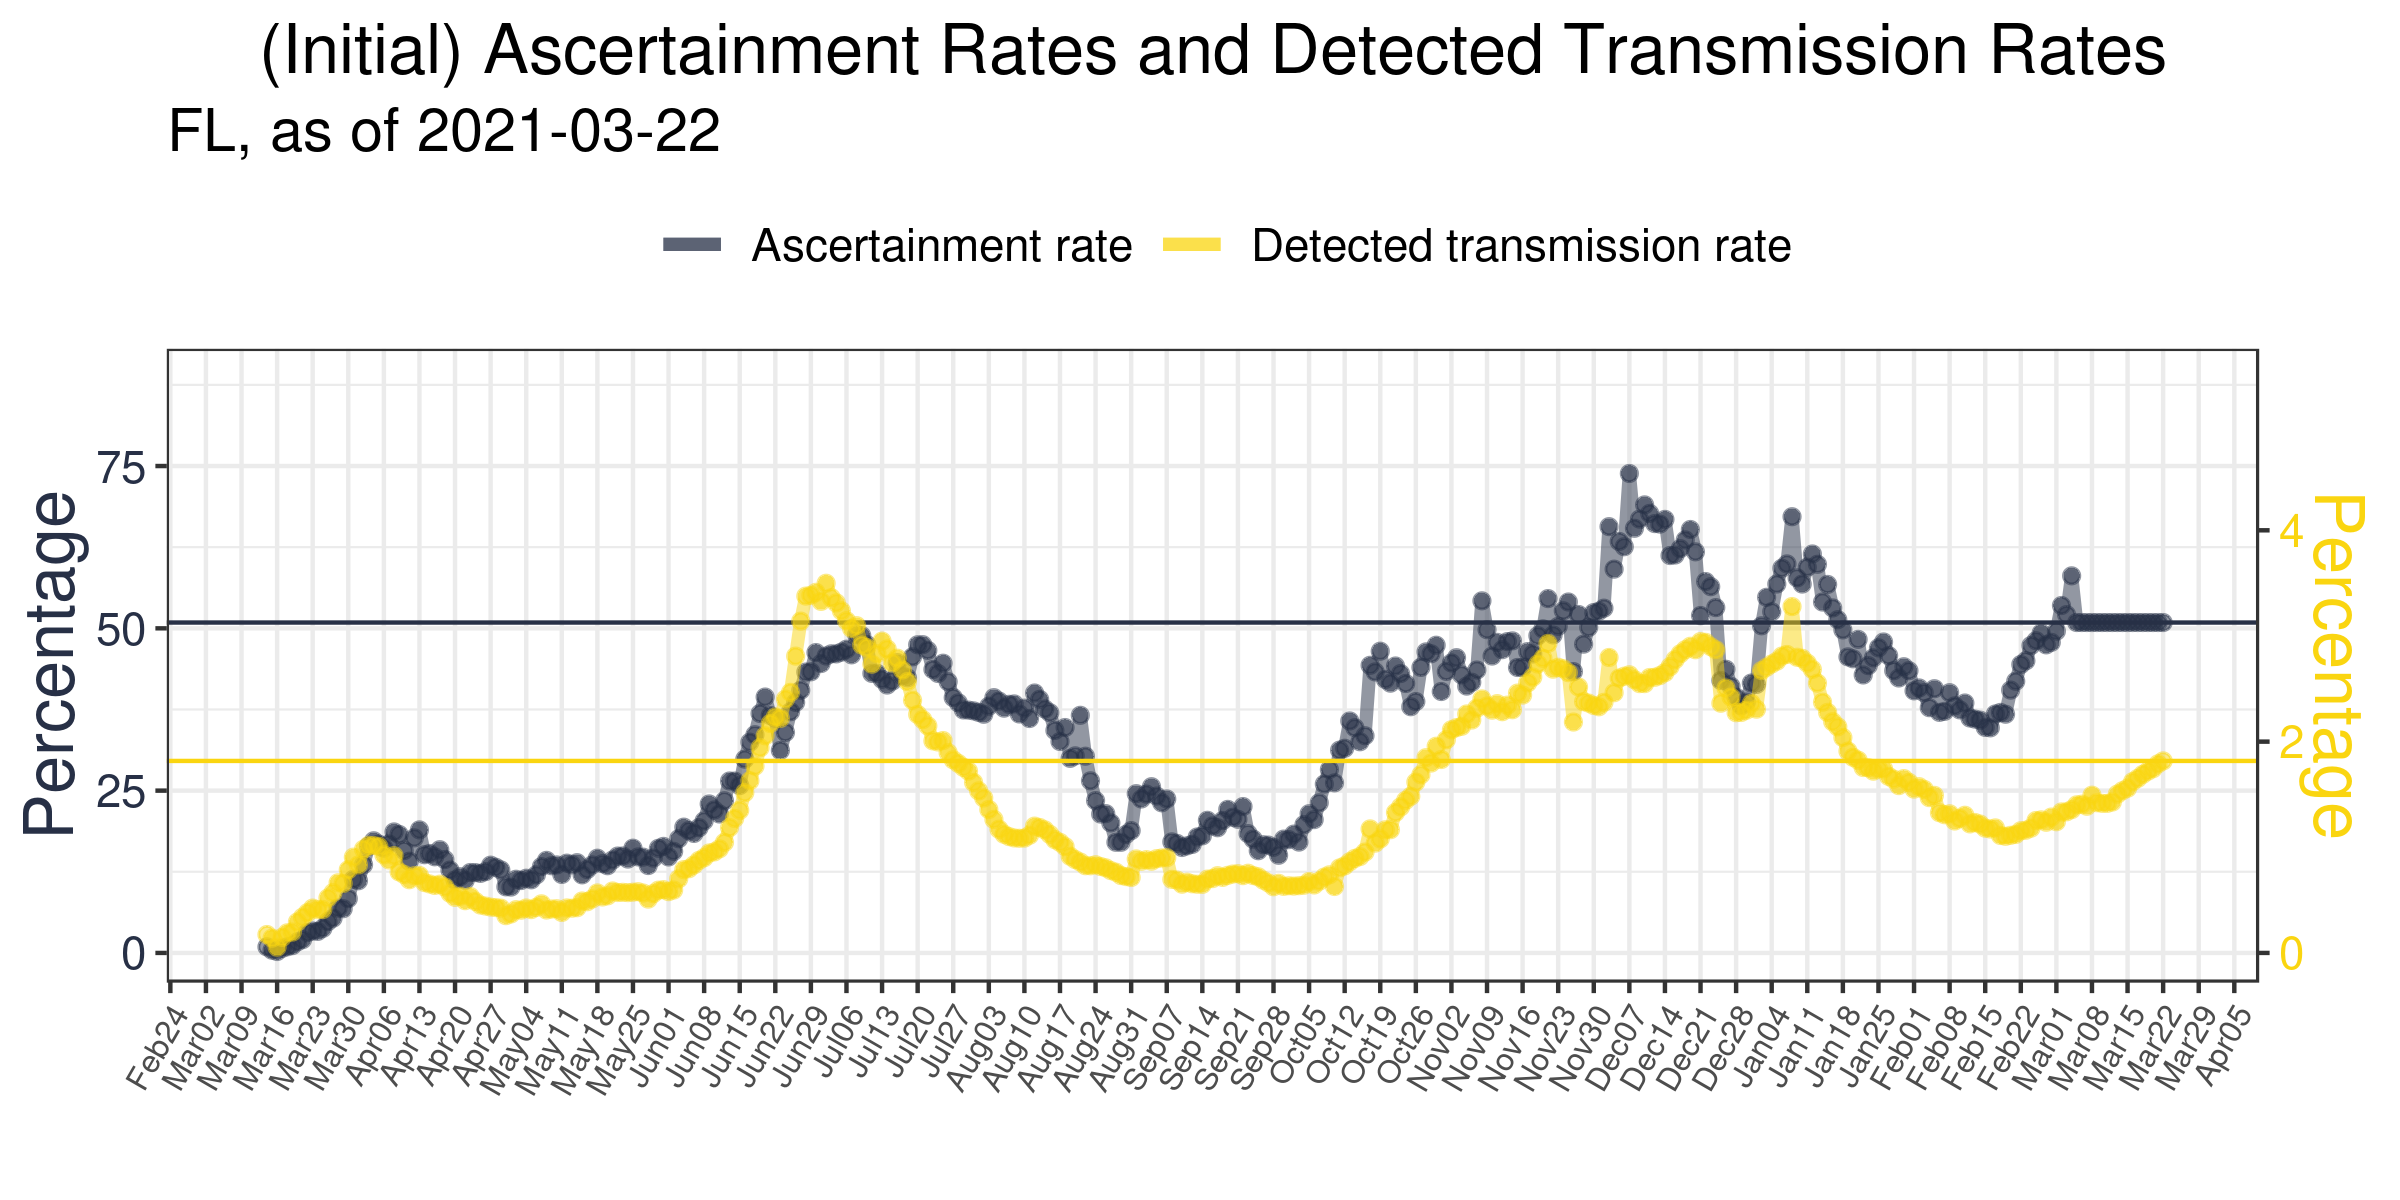 (Initial) Ascertainment Rates and Detected Transmission Rates
FL, as of 2021-03-22
Ascertainment rate
Detected transmission rate
Percentage
75
50
25
0
4
2
0
Percentage
Feb24
Mar02
Mar09
Mar16
Mar23
Mar30
Apr06
Apr13
Apr20
Apr27
May04
May11
May18
May25
Jun01
Jun08
Jun15
Jun22
Jun29
Jul06
Jul13
Jul20
Jul27
Aug03
Aug10
Aug17
Aug24
Aug31
Sep07
Sep14
Sep21
Sep28
Oct05
Oct12
Oct19
Oct26
Nov02
Nov09
Nov16
Nov23
Nov30
Dec07
Dec14
Dec21
Dec28
Jan04
Jan11
Jan18
Jan25
Feb01
Feb08
Feb15
Feb22
Mar01
Mar08
Mar15
Mar22
Mar29
Apr05